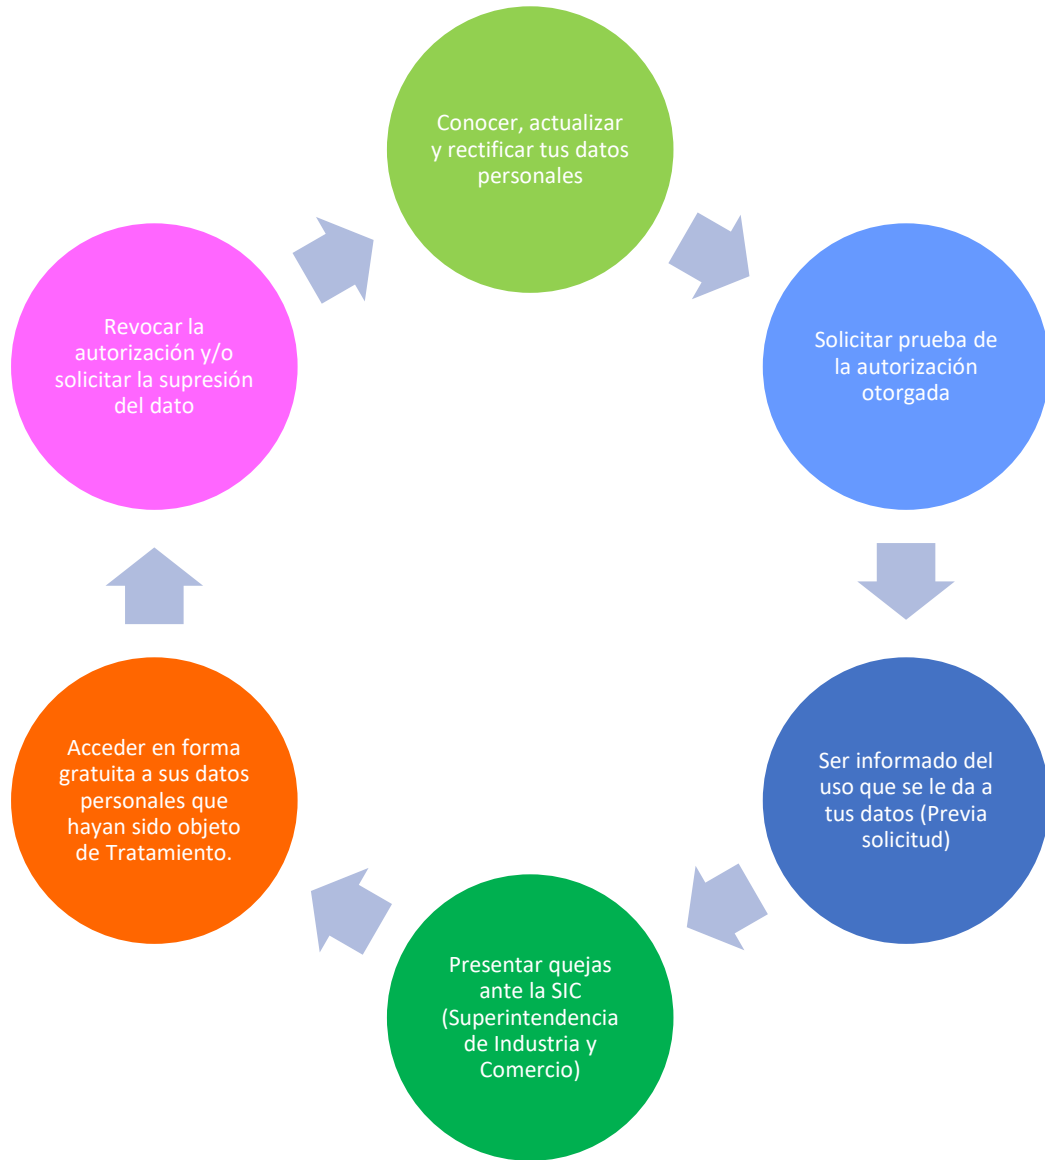 Conocer, actualizar
y rectificar tus datos
personales
Solicitar prueba de
la autorización
otorgada
Ser informado del
uso que se le da a
tus datos (Previa
solicitud)
Presentar quejas
ante la SIC
(Superintendencia
de Industria y
Comercio)
Acceder en forma
gratuita a sus datos
personales que
hayan sido objeto
de Tratamiento.
Revocar la
autorización y/o
solicitar la supresión
del dato